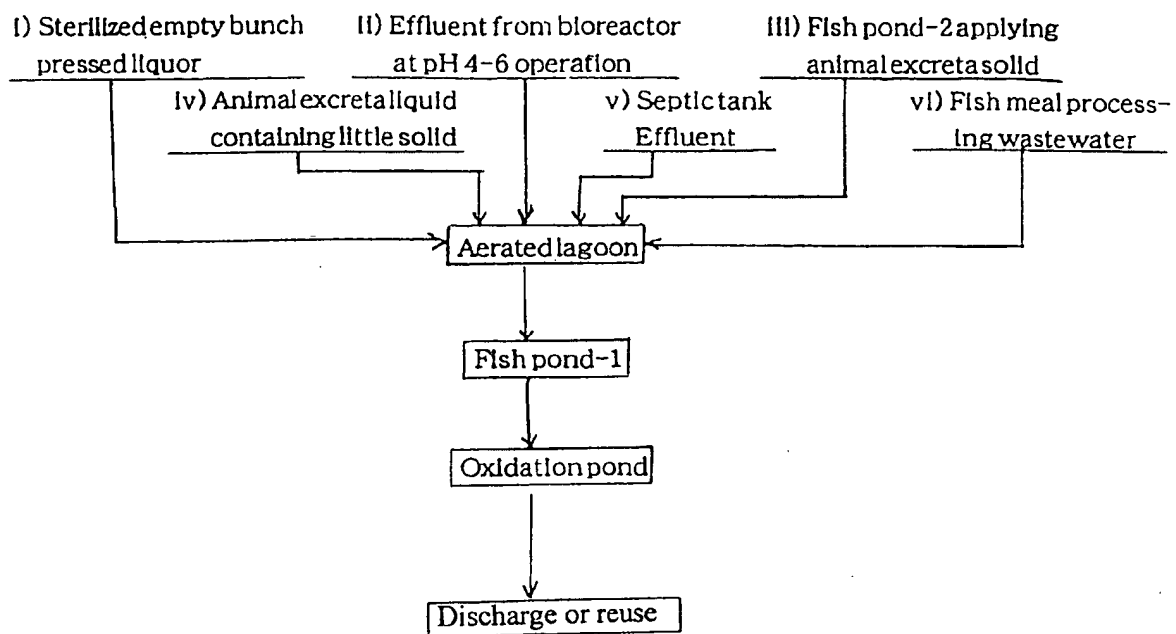 i) Sterilized empty bunch
pressed liquor
ii) Effluent from bioreactor
at pH 4-6 operation
iii) Fish pond-2 applying
animal excreta solid
iv) Animal excreta liquid
containing little solid
v) Septic tank
Effluent
vi) Fish meal process-
ing wastewater
Aerated lagoon
Fish pond-1
Oxidation pond
Discharge or reuse